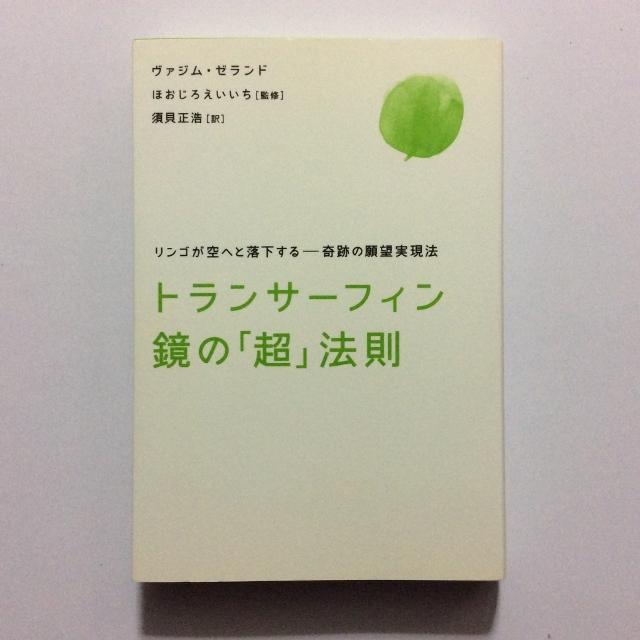 ヴァジム・ゼランド
ほおじろえいいち[監修]
須貝正浩[訳]
リンゴが空へと落下する──奇跡の願望実現法
トランサーフィン
鏡の「超」法則